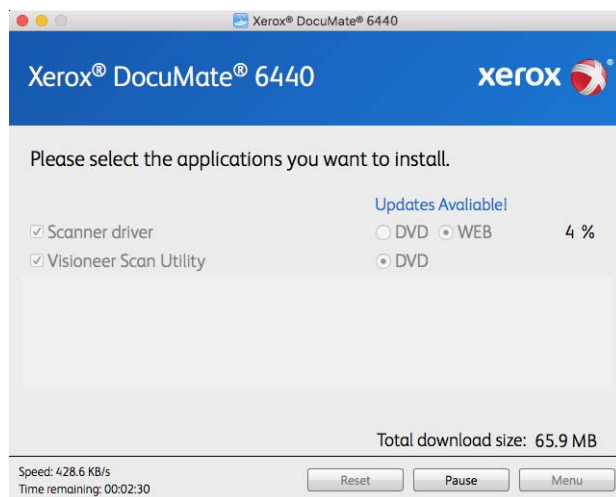 Xerox® DocuMate® 6440
Xerox® DocuMate® 6440
xerox ®
Please select the applications you want to install.
Updates Avaliable!
Scanner driver DVD WEB 4 %
Visioneer Scan Utility DVD
Total download size: 65.9 MB
Speed: 428.6 KB/s
Time remaining: 00:02:30
Reset Pause Menu